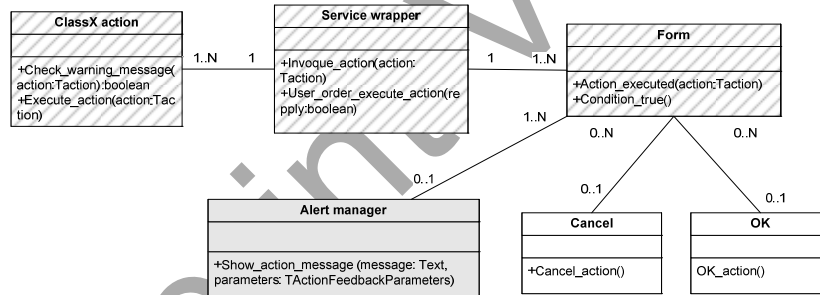 ClassX action
+Check_warning_message(
action:Taction):boolean
+Execute_action(action:Tac
tion)
1..N
1
Service wrapper
+Invoque_action(action:
Taction)
+User_order_execute_action(re
pply:boolean)
1
1..N
Form
+Action_executed(action:Taction)
+Condition_true()
1..N
0..N
0..N
0..1
0..1
0..1
Alert manager
+Show_action_message (message: Text,
parameters: TActionFeedbackParameters)
Cancel
+Cancel_action()
OK
OK_action()